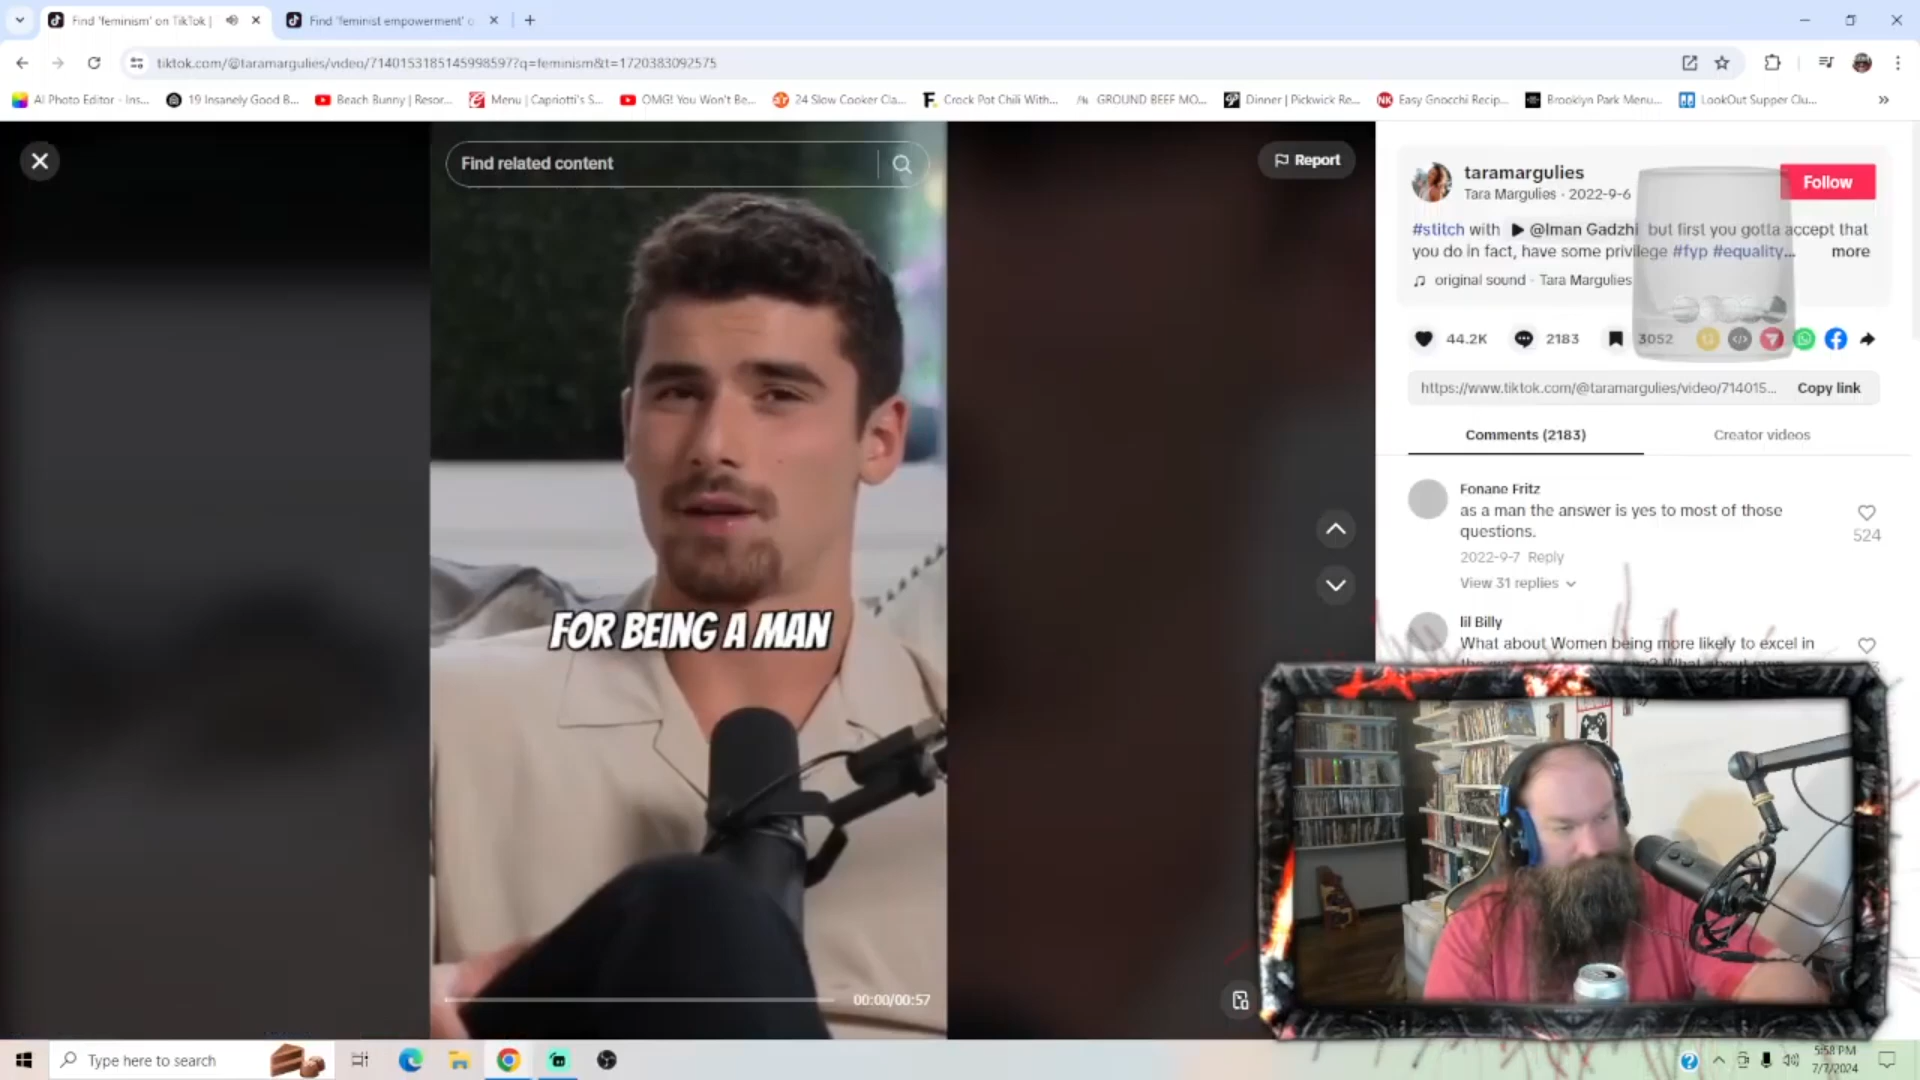 Find 'feminism' on TikTok |
Find 'feminist empowerment' o
tiktok.com/@taramargulies/video/7140153185145998597?q=feminism&t=1720383092575
AI Photo Editor - Ins...
19 Insanely Good B...
Beach Bunny | Resor...
Menu | Capriotti's S...
OMG! You Won't Be...
24 Slow Cooker Cla...
Crock Pot Chili With...
GROUND BEEF MO...
Dinner | Pickwick Re...
Easy Gnocchi Recip...
Brooklyn Park Menu...
LookOut Supper Clu...
Find related content
Report
FOR BEING A MAN
00:00/00:57
taramargulies
Tara Margulies · 2022-9-6
Follow
#stitch with @Iman Gadzhi but first you gotta accept that
you do in fact, have some privilege #fyp #equality... more
original sound - Tara Margulies
44.2K
2183
3052
https://www.tiktok.com/@taramargulies/video/714015...
Copy link
Comments (2183)
Creator videos
Fonane Fritz
as a man the answer is yes to most of those
questions.
524
2022-9-7 Reply
View 31 replies
lil Billy
What about Women being more likely to excel in
Type here to search
5:58 PM
7/7/2024